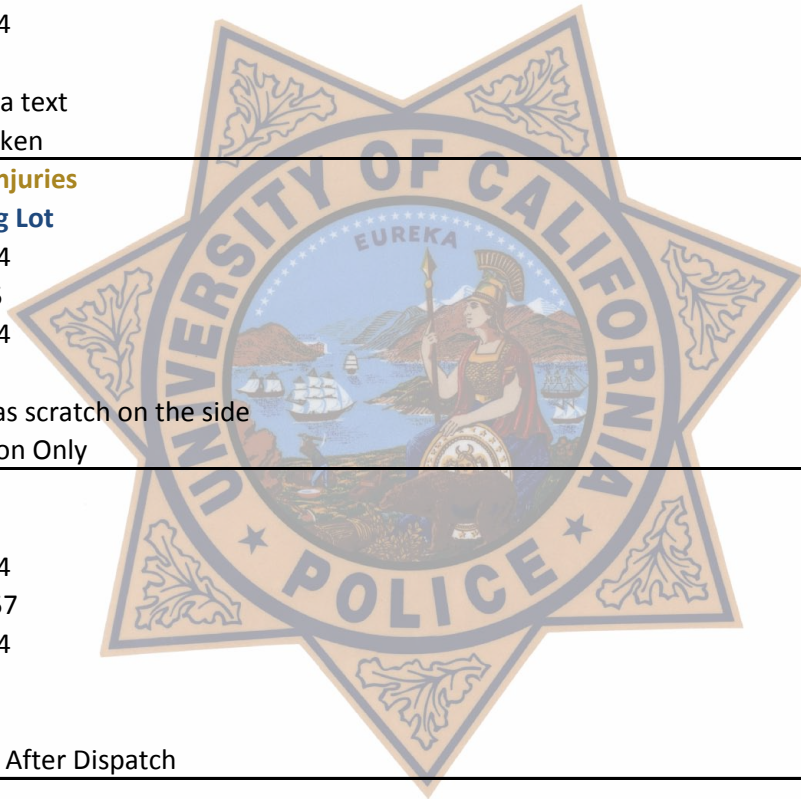 4
a text
ken
njuries
g Lot
4
5
4
as scratch on the side
on Only
4
57
4
After Dispatch
UNIVERSITY OF CALIFORNIA
EUREKA
★ POLICE ★